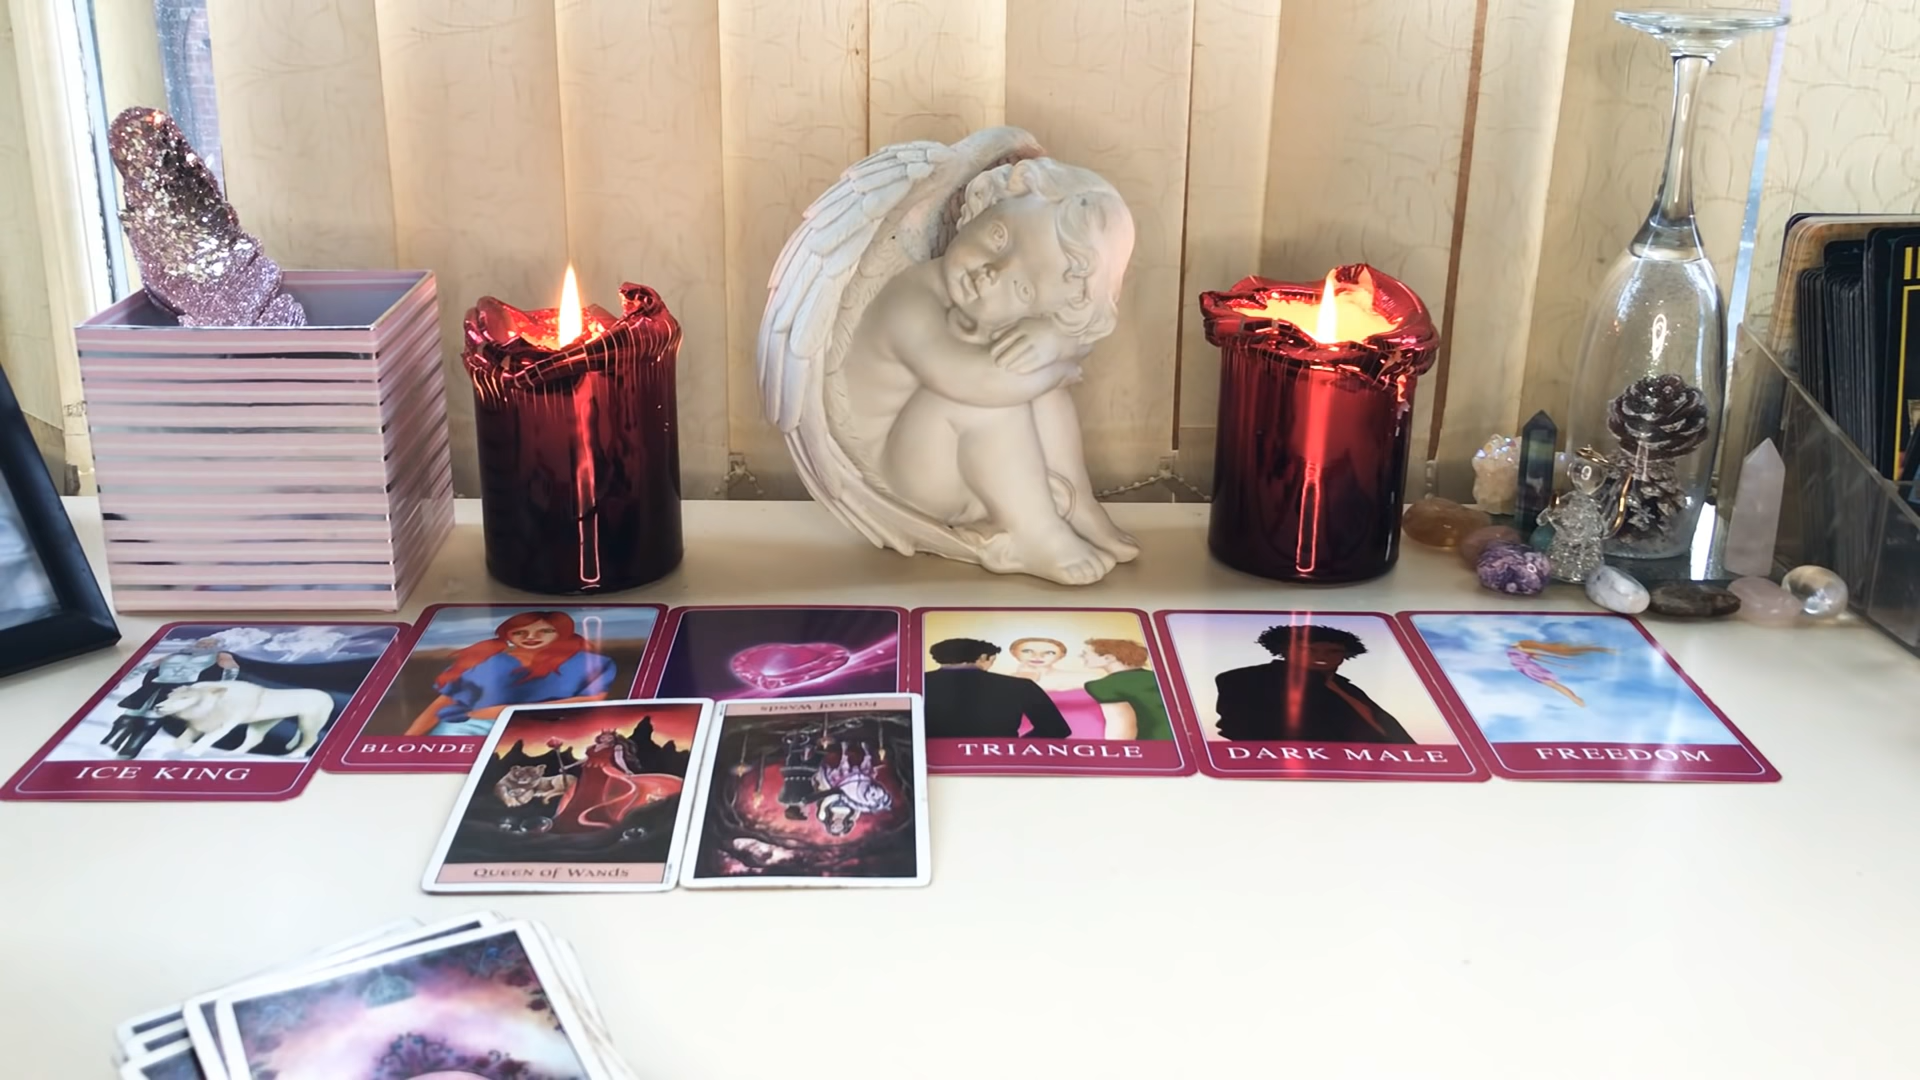 ICE KING
BLONDE
TRIANGLE
DARK MALE
FREEDOM
FOUR of WANDS
QUEEN of WANDS